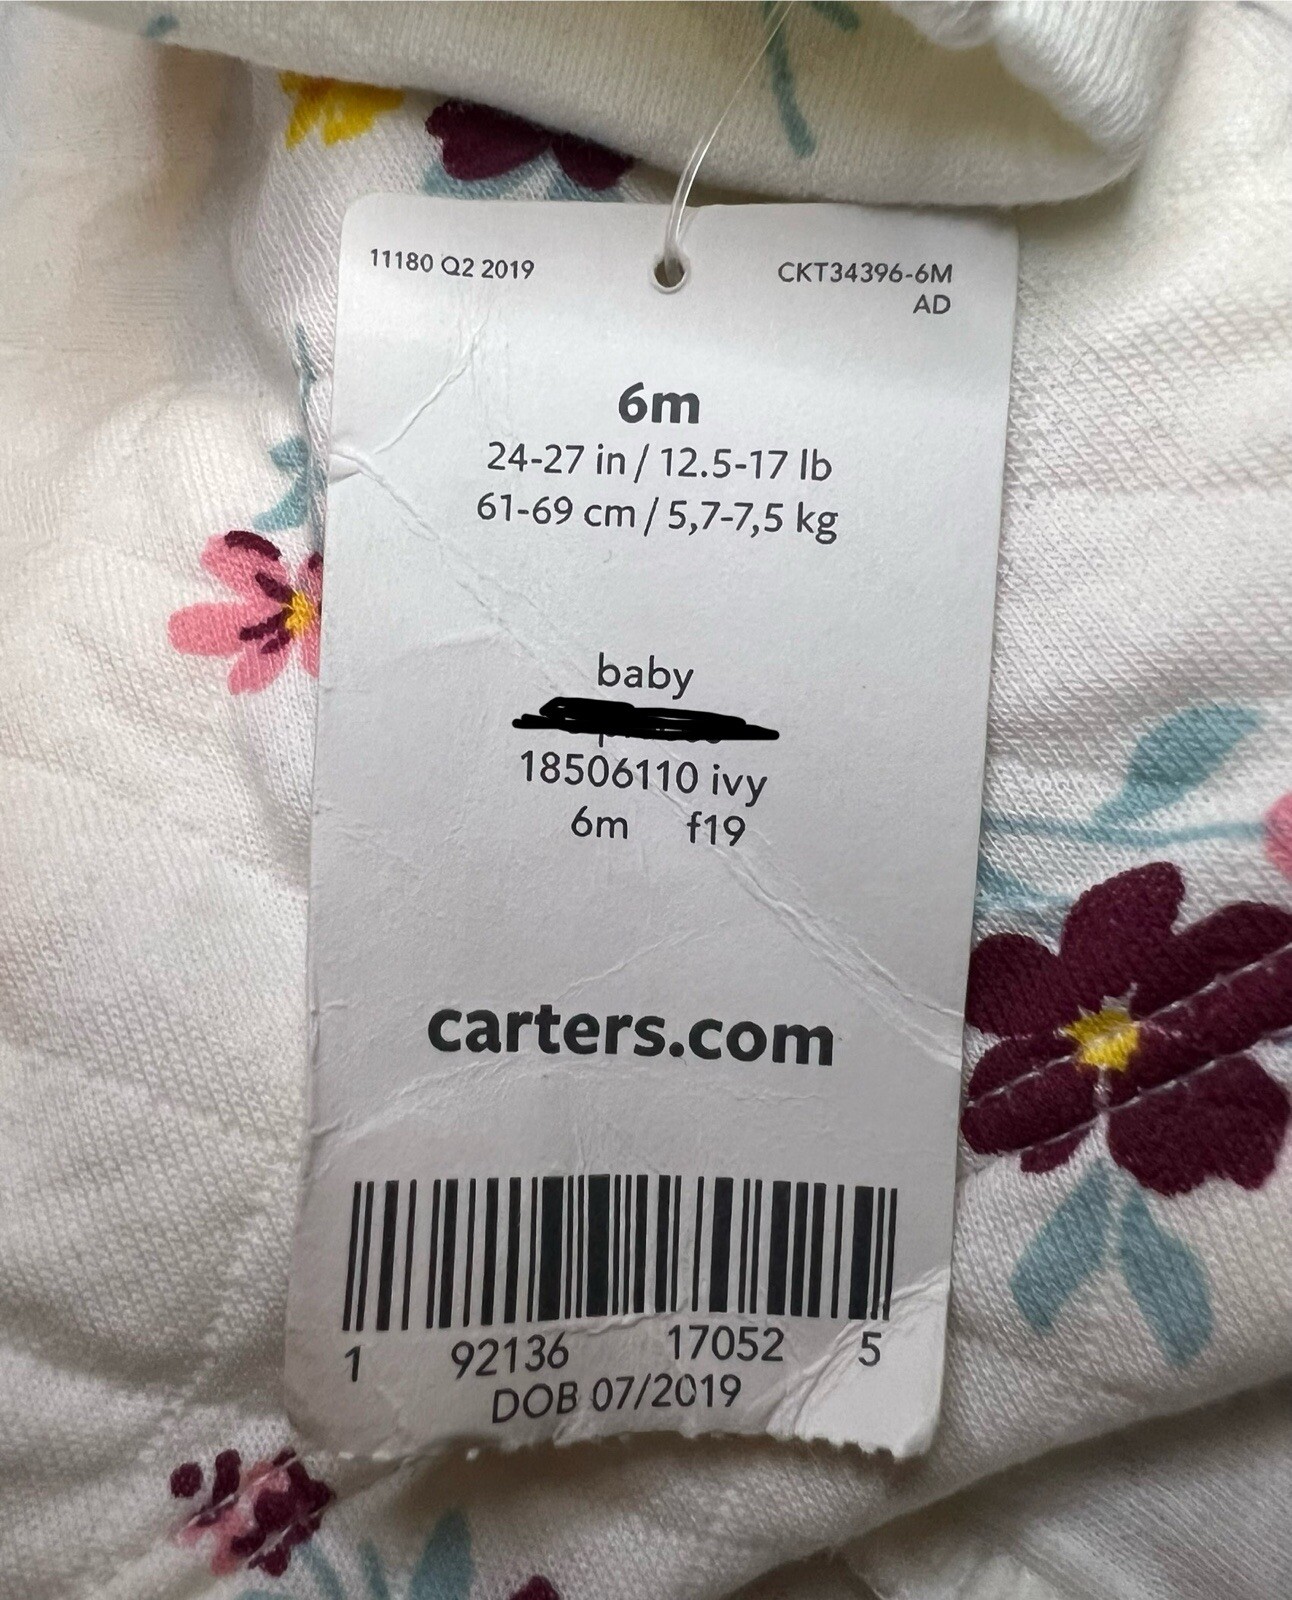 11180 Q2 2019
CKT34396-6M
AD
6m
24-27 in / 12.5-17 lb
61-69 cm / 5,7-7,5 kg
baby
18506110 ivy
6m f19
carters.com
1 92136 17052 5
DOB 07/2019